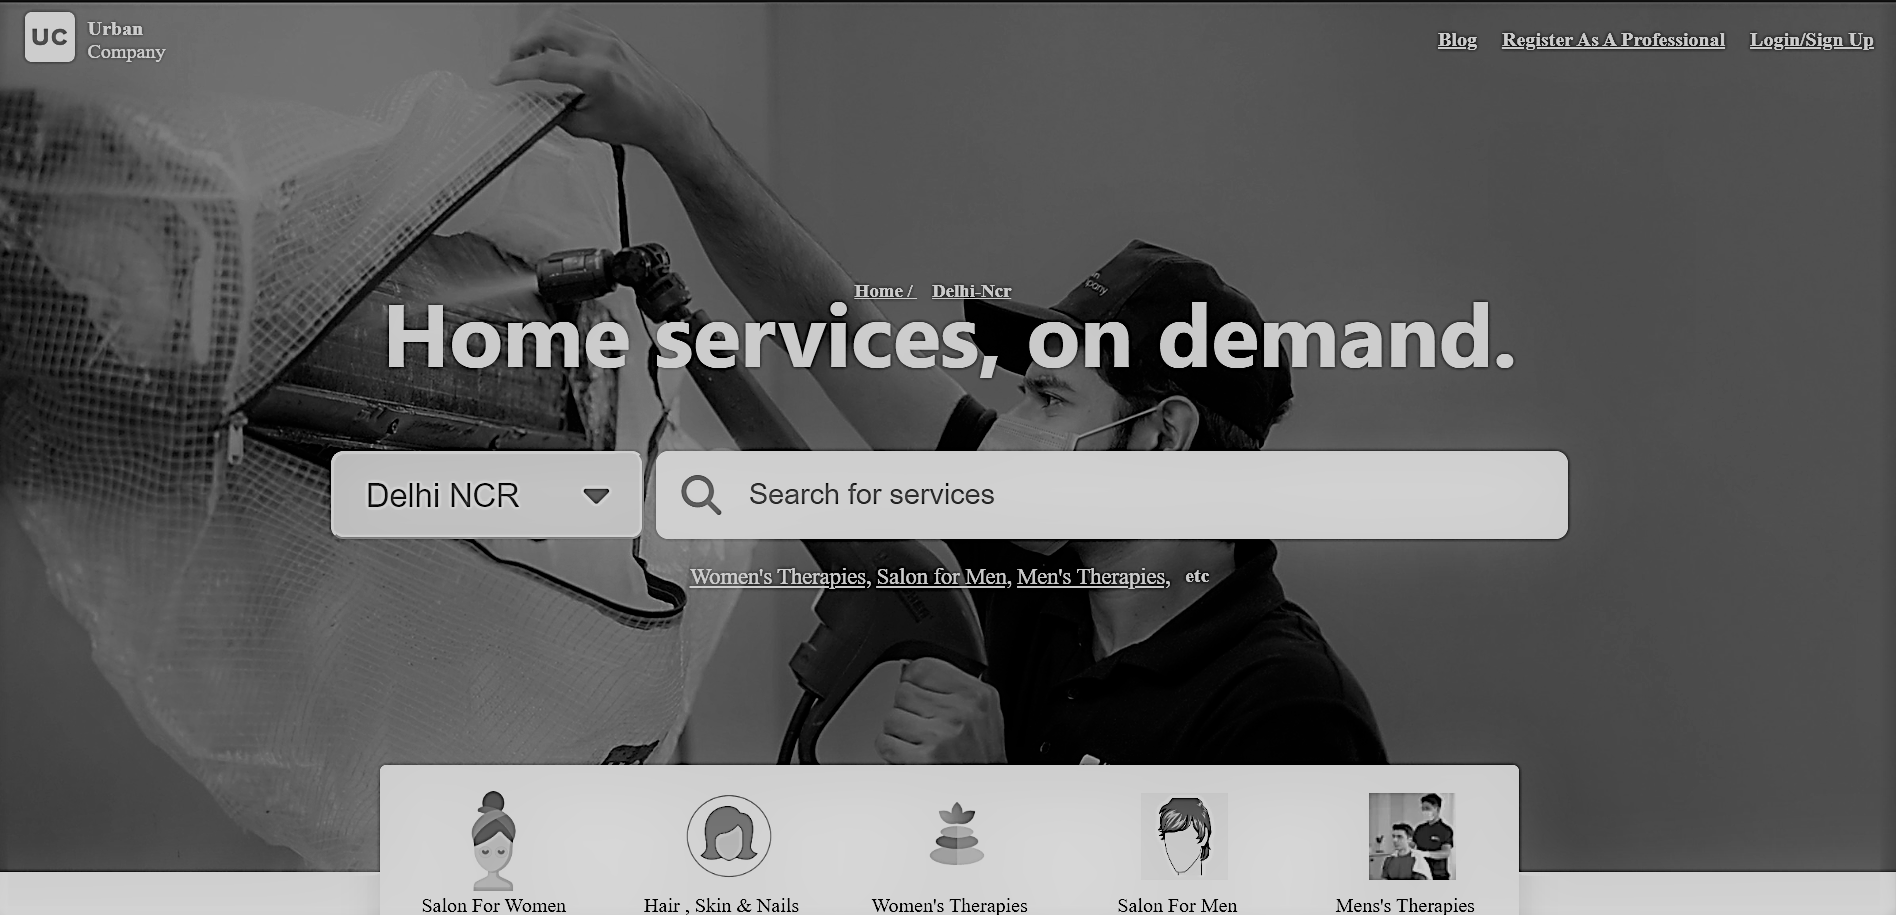 UC
Urban
Company
Blog
Register As A Professional
Login/Sign Up
Home /
Delhi-Ncr
Home services, on demand.
Delhi NCR
Search for services
Women's Therapies, Salon for Men, Men's Therapies, etc
Salon For Women
Hair , Skin & Nails
Women's Therapies
Salon For Men
Mens's Therapies